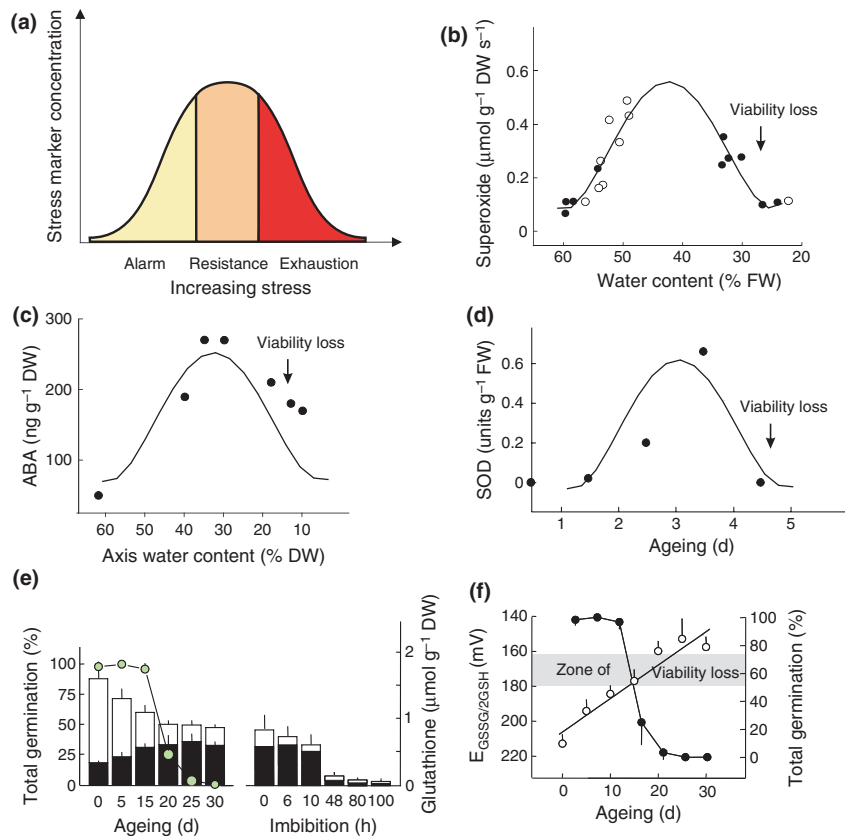 (a)
Stress marker concentration
Alarm Resistance Exhaustion
Increasing stress
(b)
Superoxide (μmol g⁻¹ DW s⁻¹)
0.6
0.4
0.2
0
Viability loss
60 50 40 30 20
Water content (% FW)
(c)
ABA (ng g⁻¹ DW)
300
200
100
Viability loss
60 50 40 30 20 10
Axis water content (% DW)
(d)
SOD (units g⁻¹ FW)
0.6
0.2
0
Viability loss
1 2 3 4 5
Ageing (d)
(e)
Total germination (%)
100
75
50
25
0
0 5 15 20 25 30
Ageing (d)
0 6 10 48 80 100
Imbibition (h)
2
1
0
Glutathione (μmol g⁻¹ DW)
(f)
E GSSG/2GSH (mV)
140
160
180
200
220
Zone of Viability loss
100
80
60
40
20
0
Total germination (%)
0 10 20 30
Ageing (d)